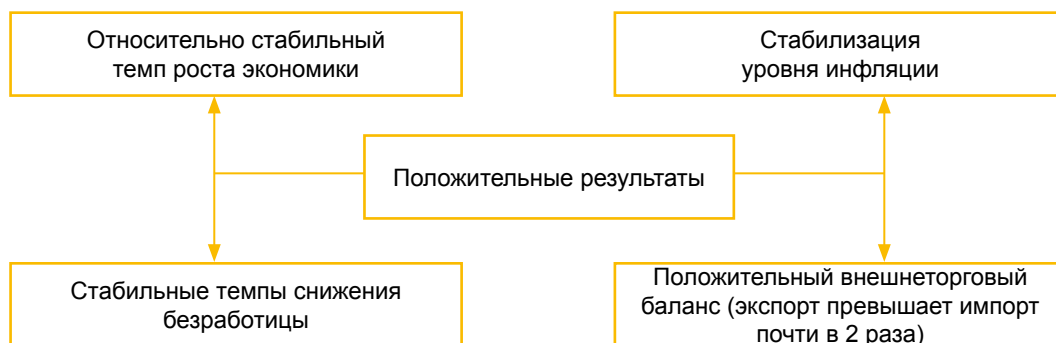 Относительно стабильный
темп роста экономики
Стабилизация
уровня инфляции
Положительные результаты
Стабильные темпы снижения
безработицы
Положительный внешнеторговый
баланс (экспорт превышает импорт
почти в 2 раза)